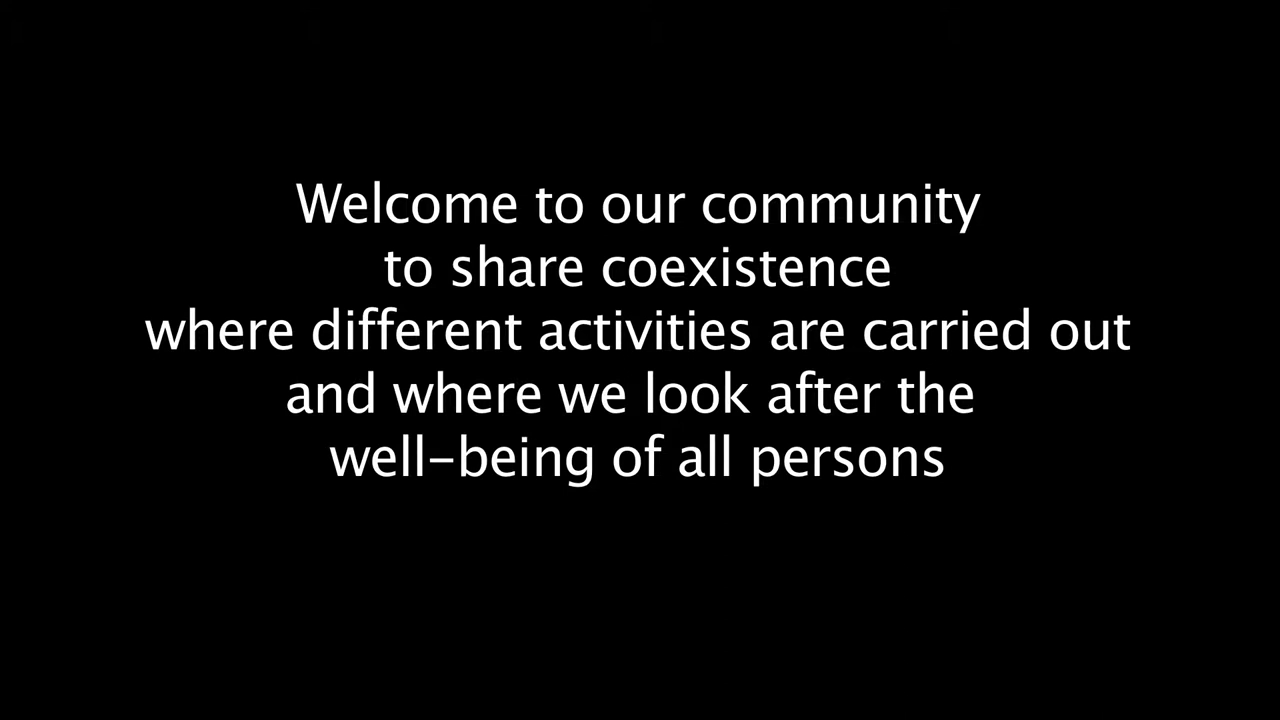 Welcome to our community
to share coexistence
where different activities are carried out
and where we look after the
well-being of all persons